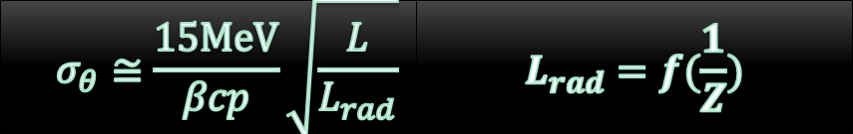 σ_θ ≅ 15MeV/βcp √(L/L_rad)
L_rad = f(1/Z)